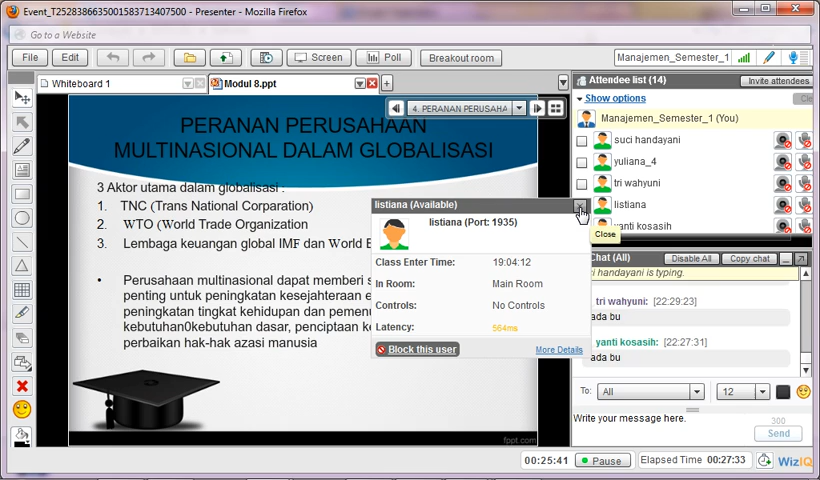 Event_T2528386635001583713407500 - Presenter - Mozilla Firefox
Go to a Website
File Edit Screen Poll Breakout room Manajemen_Semester_1
Whiteboard 1 Modul 8.ppt
4. PERANAN PERUSAHA
PERANAN PERUSAHAAN
MULTINASIONAL DALAM GLOBALISASI
3 Aktor utama dalam globalisasi :
1. TNC (Trans National Corporation)
2. WTO (World Trade Organization
3. Lembaga keuangan global IMF dan World B
• Perusahaan multinasional dapat memberi s
penting untuk peningkatan kesejahteraan e
peningkatan tingkat kehidupan dan pemenu
kebutuhan0kebutuhan dasar, penciptaan ke
perbaikan hak-hak azasi manusia
fppt.com
listiana (Available)
listiana (Port: 1935)
Class Enter Time: 19:04:12
In Room: Main Room
Controls: No Controls
Latency: 564ms
Block this user More Details
Close
Attendee list (14) Invite attendees
Show options Cle
Manajemen_Semester_1 (You)
suci handayani
yuliana_4
tri wahyuni
listiana
yanti kosasih
Chat (All) Disable All Copy chat
ci handayani is typing.
tri wahyuni: [22:29:23]
ada bu
yanti kosasih: [22:27:31]
ada bu
To: All 12
Write your message here.
300
Send
00:25:41 Pause Elapsed Time 00:27:33 WizIQ